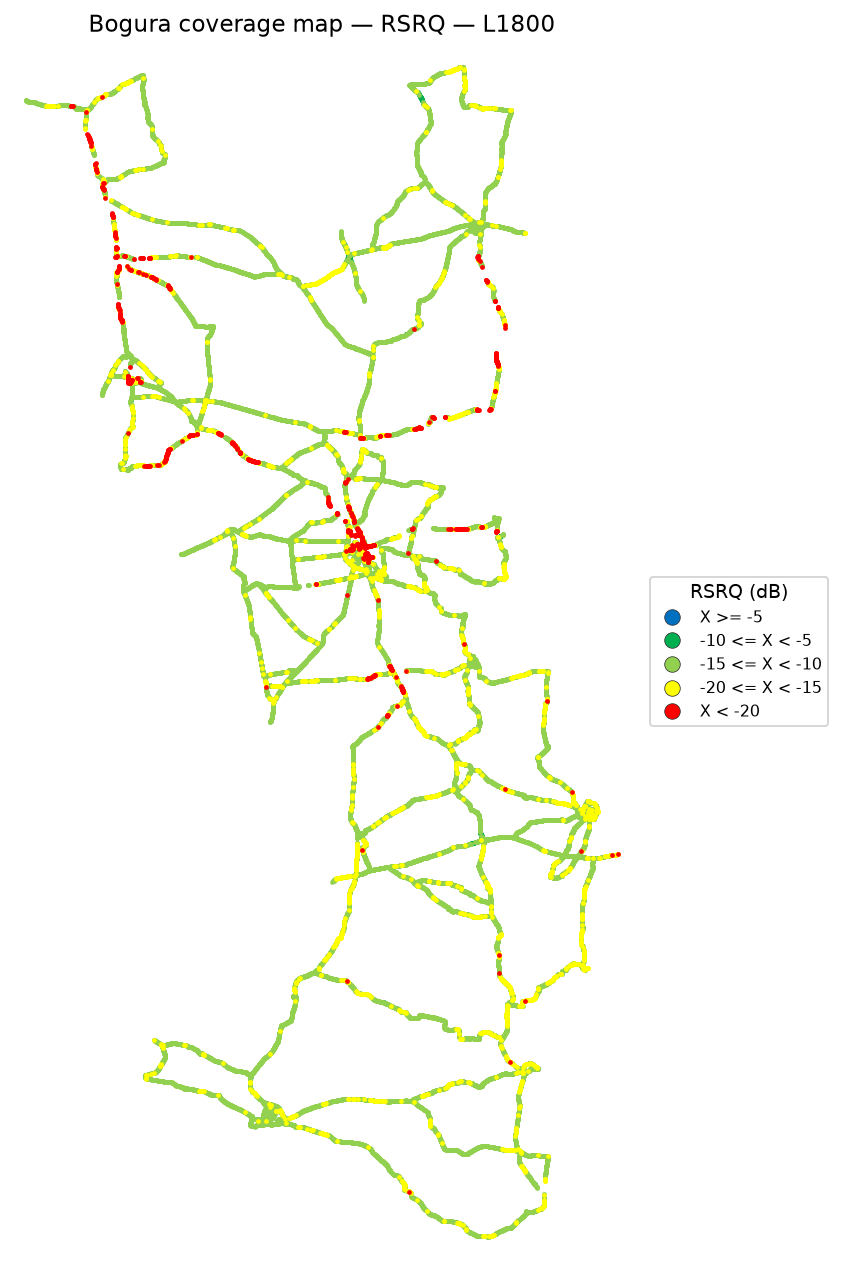 Bogura coverage map — RSRQ — L1800
RSRQ (dB)
X >= -5
-10 <= X < -5
-15 <= X < -10
-20 <= X < -15
X < -20